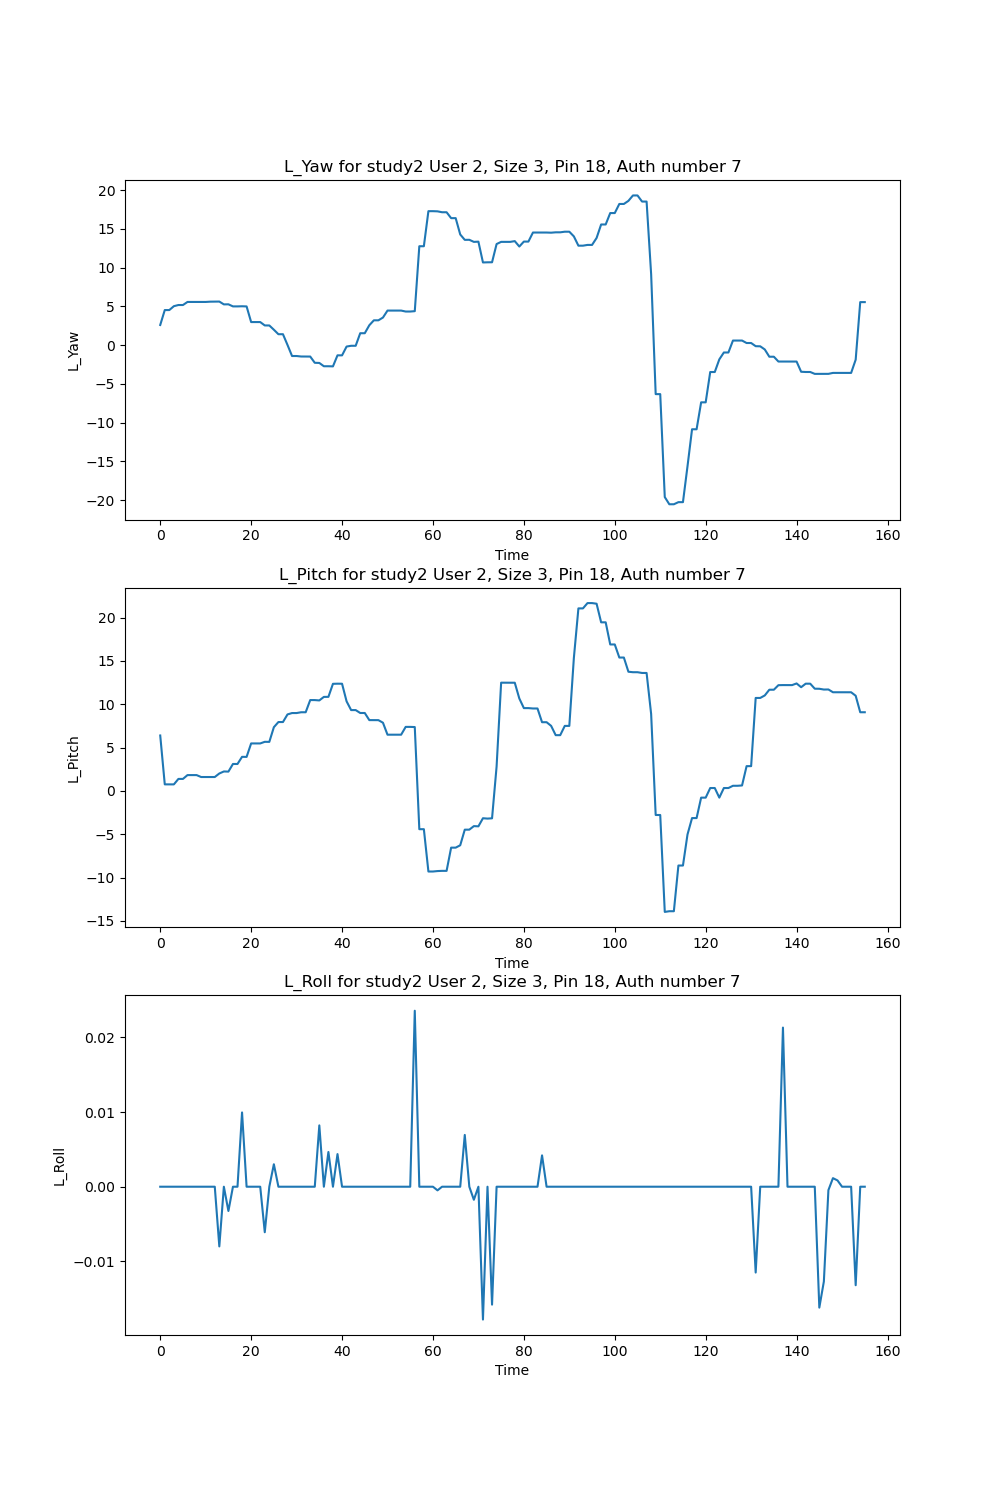 L_Yaw for study2 User 2, Size 3, Pin 18, Auth number 7
20
15
10
5
0
−5
−10
−15
−20
L_Yaw
0 20 40 60 80 100 120 140 160
Time
L_Pitch for study2 User 2, Size 3, Pin 18, Auth number 7
20
15
10
5
0
−5
−10
−15
L_Pitch
0 20 40 60 80 100 120 140 160
Time
L_Roll for study2 User 2, Size 3, Pin 18, Auth number 7
0.02
0.01
0.00
−0.01
L_Roll
0 20 40 60 80 100 120 140 160
Time